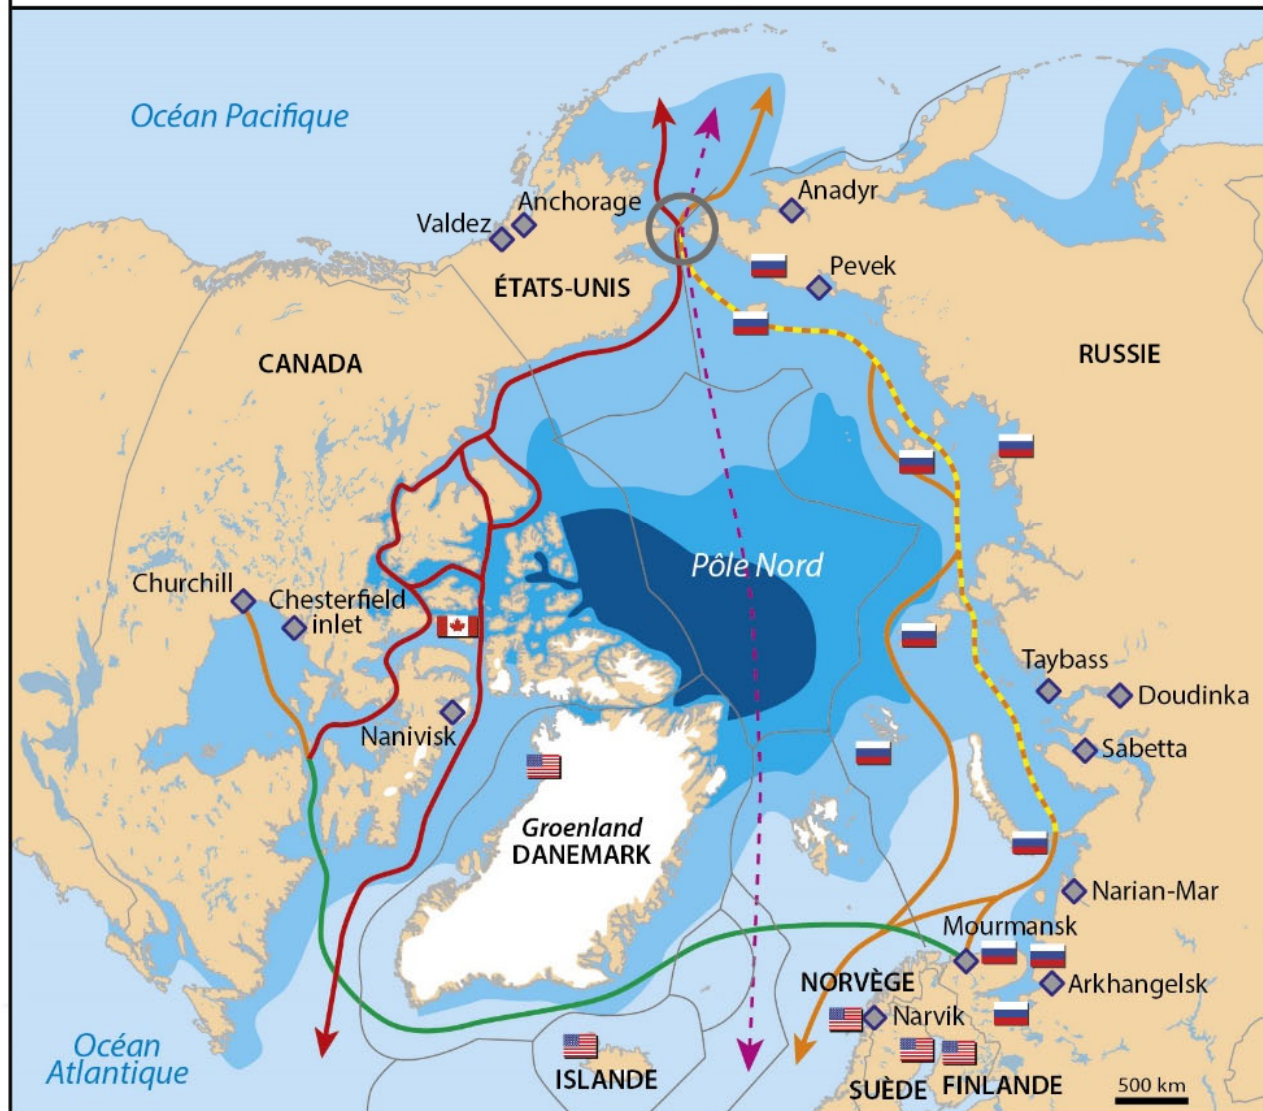 Océan Pacifique
Anadyr
Anchorage
Valdez
Pevek
ÉTATS-UNIS
RUSSIE
CANADA
Pôle Nord
Churchill
Chesterfield
inlet
Taybass
Doudinka
Nanivisk
Sabetta
Groenland
DANEMARK
Narian-Mar
Mourmansk
NORVÈGE
Arkhangelsk
Narvik
Océan
Atlantique
ISLANDE
SUÈDE
FINLANDE
500 km